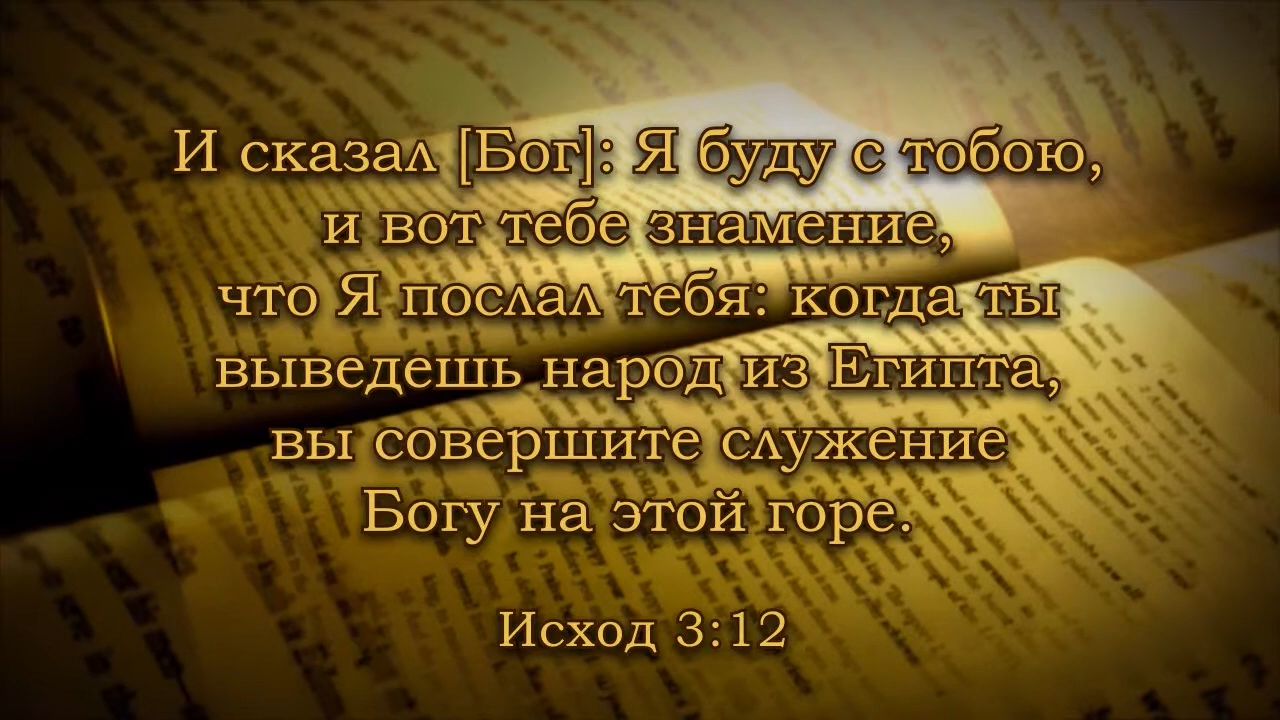 И сказал [Бог]: Я буду с тобою,
и вот тебе знамение,
что Я послал тебя: когда ты
выведешь народ из Египта,
вы совершите служение
Богу на этой горе.
Исход 3:12